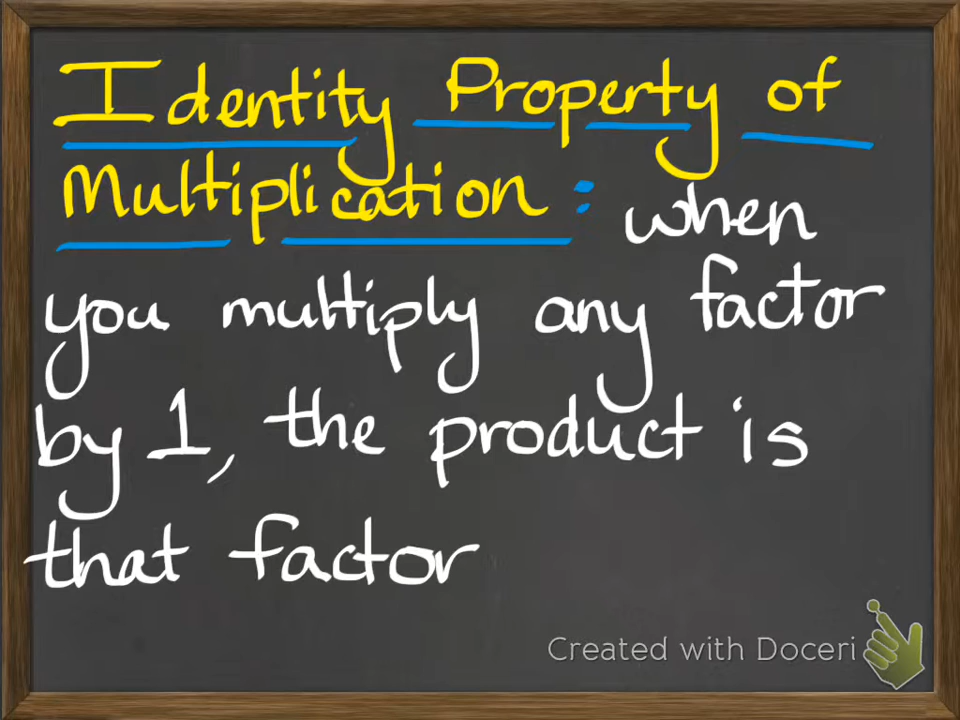 Identity Property of
Multiplication: when
you multiply any factor
by 1, the product is
that factor
Created with Doceri